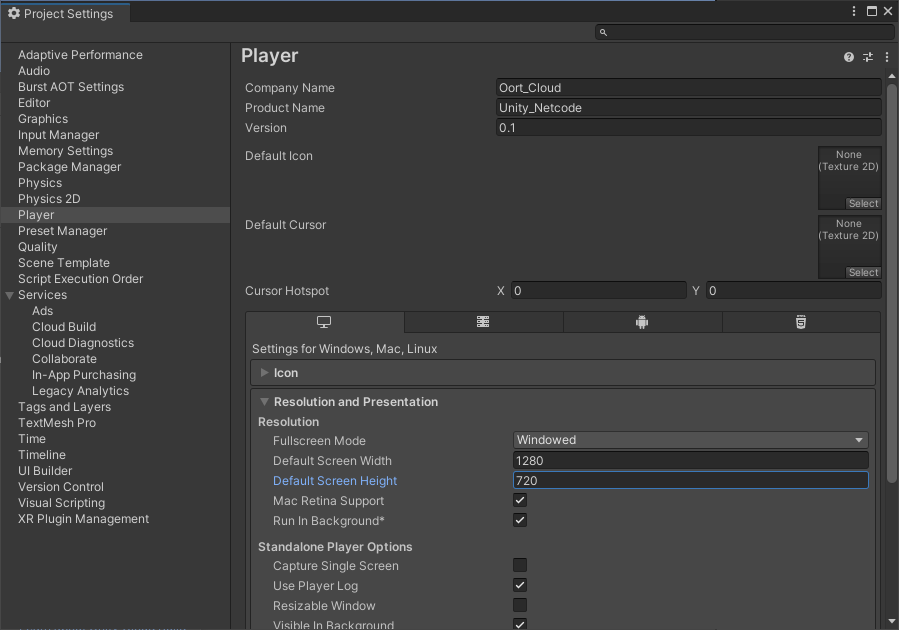 Project Settings
Adaptive Performance
Audio
Burst AOT Settings
Editor
Graphics
Input Manager
Memory Settings
Package Manager
Physics
Physics 2D
Player
Preset Manager
Quality
Scene Template
Script Execution Order
Services
Ads
Cloud Build
Cloud Diagnostics
Collaborate
In-App Purchasing
Legacy Analytics
Tags and Layers
TextMesh Pro
Time
Timeline
UI Builder
Version Control
Visual Scripting
XR Plugin Management
Player
Company Name Oort_Cloud
Product Name Unity_Netcode
Version 0.1
Default Icon
None
(Texture 2D)
Select
Default Cursor
None
(Texture 2D)
Select
Cursor Hotspot X 0 Y 0
Settings for Windows, Mac, Linux
Icon
Resolution and Presentation
Resolution
Fullscreen Mode Windowed
Default Screen Width 1280
Default Screen Height 720
Mac Retina Support
Run In Background*
Standalone Player Options
Capture Single Screen
Use Player Log
Resizable Window
Visible In Background